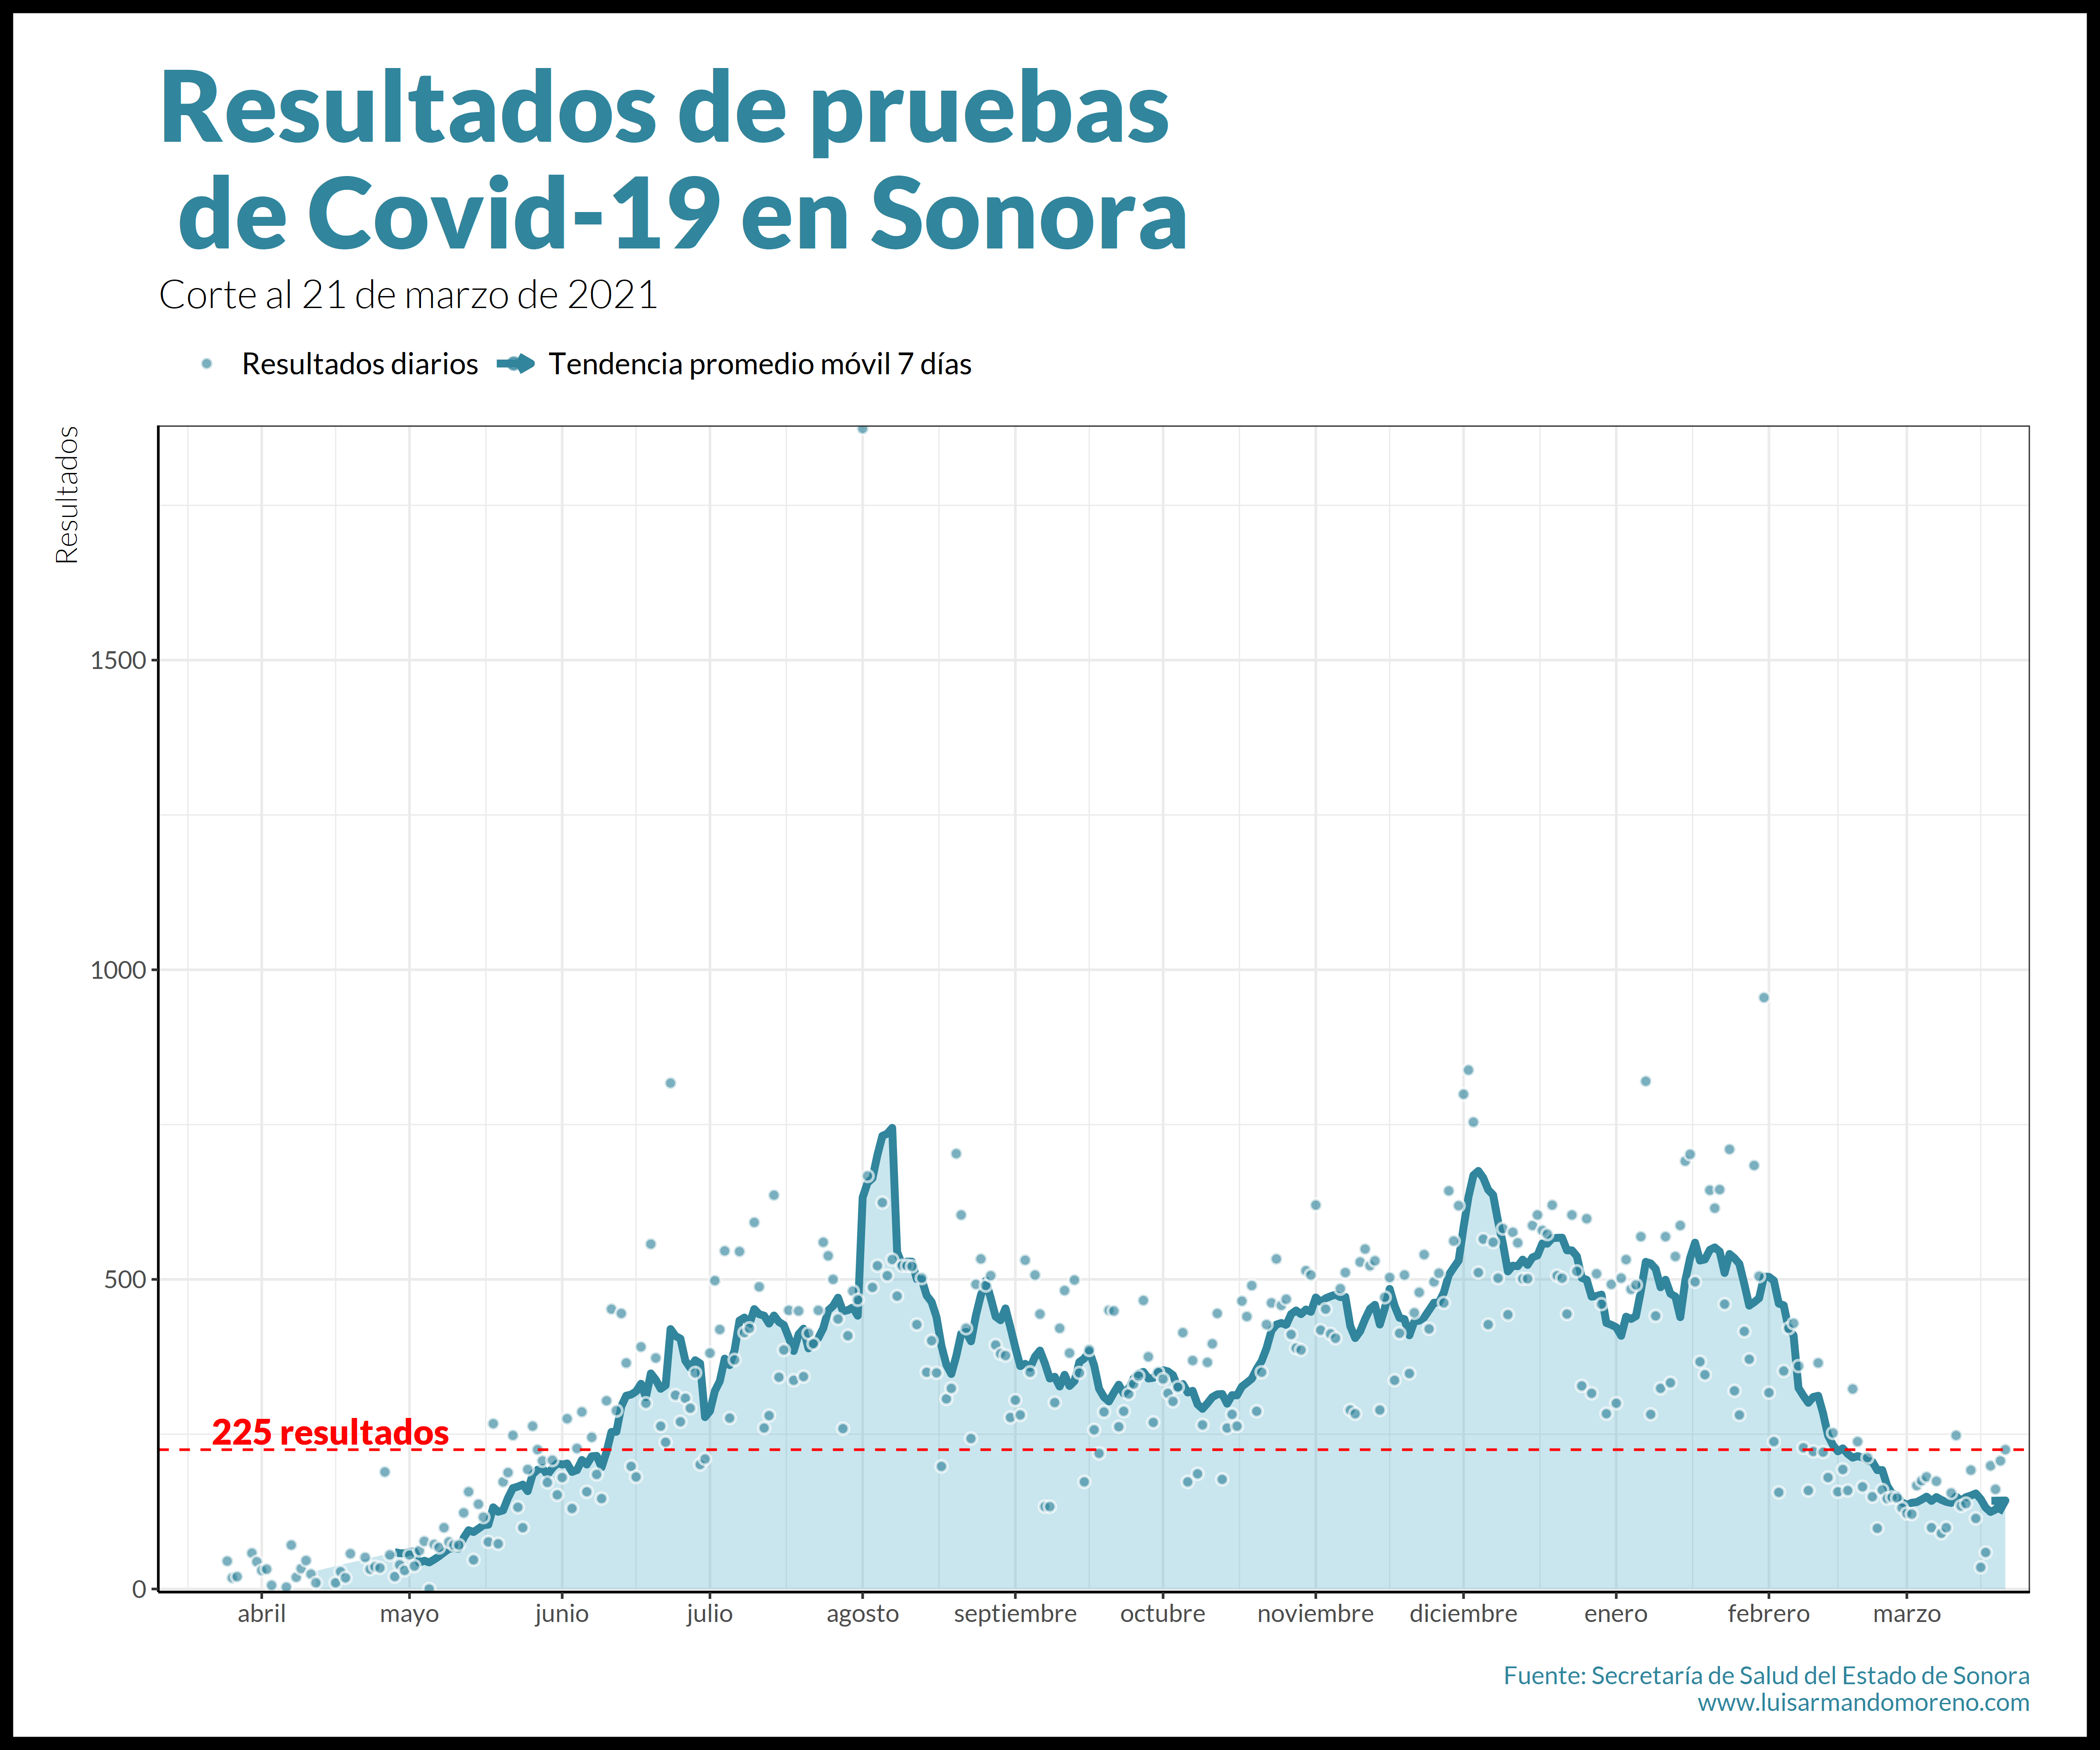 Resultados de pruebas
de Covid-19 en Sonora
Corte al 21 de marzo de 2021
Resultados diarios Tendencia promedio móvil 7 días
Resultados
1500
1000
500
225 resultados
0
abril mayo junio julio agosto septiembre octubre noviembre diciembre enero febrero marzo
Fuente: Secretaría de Salud del Estado de Sonora
www.luisarmandomoreno.com